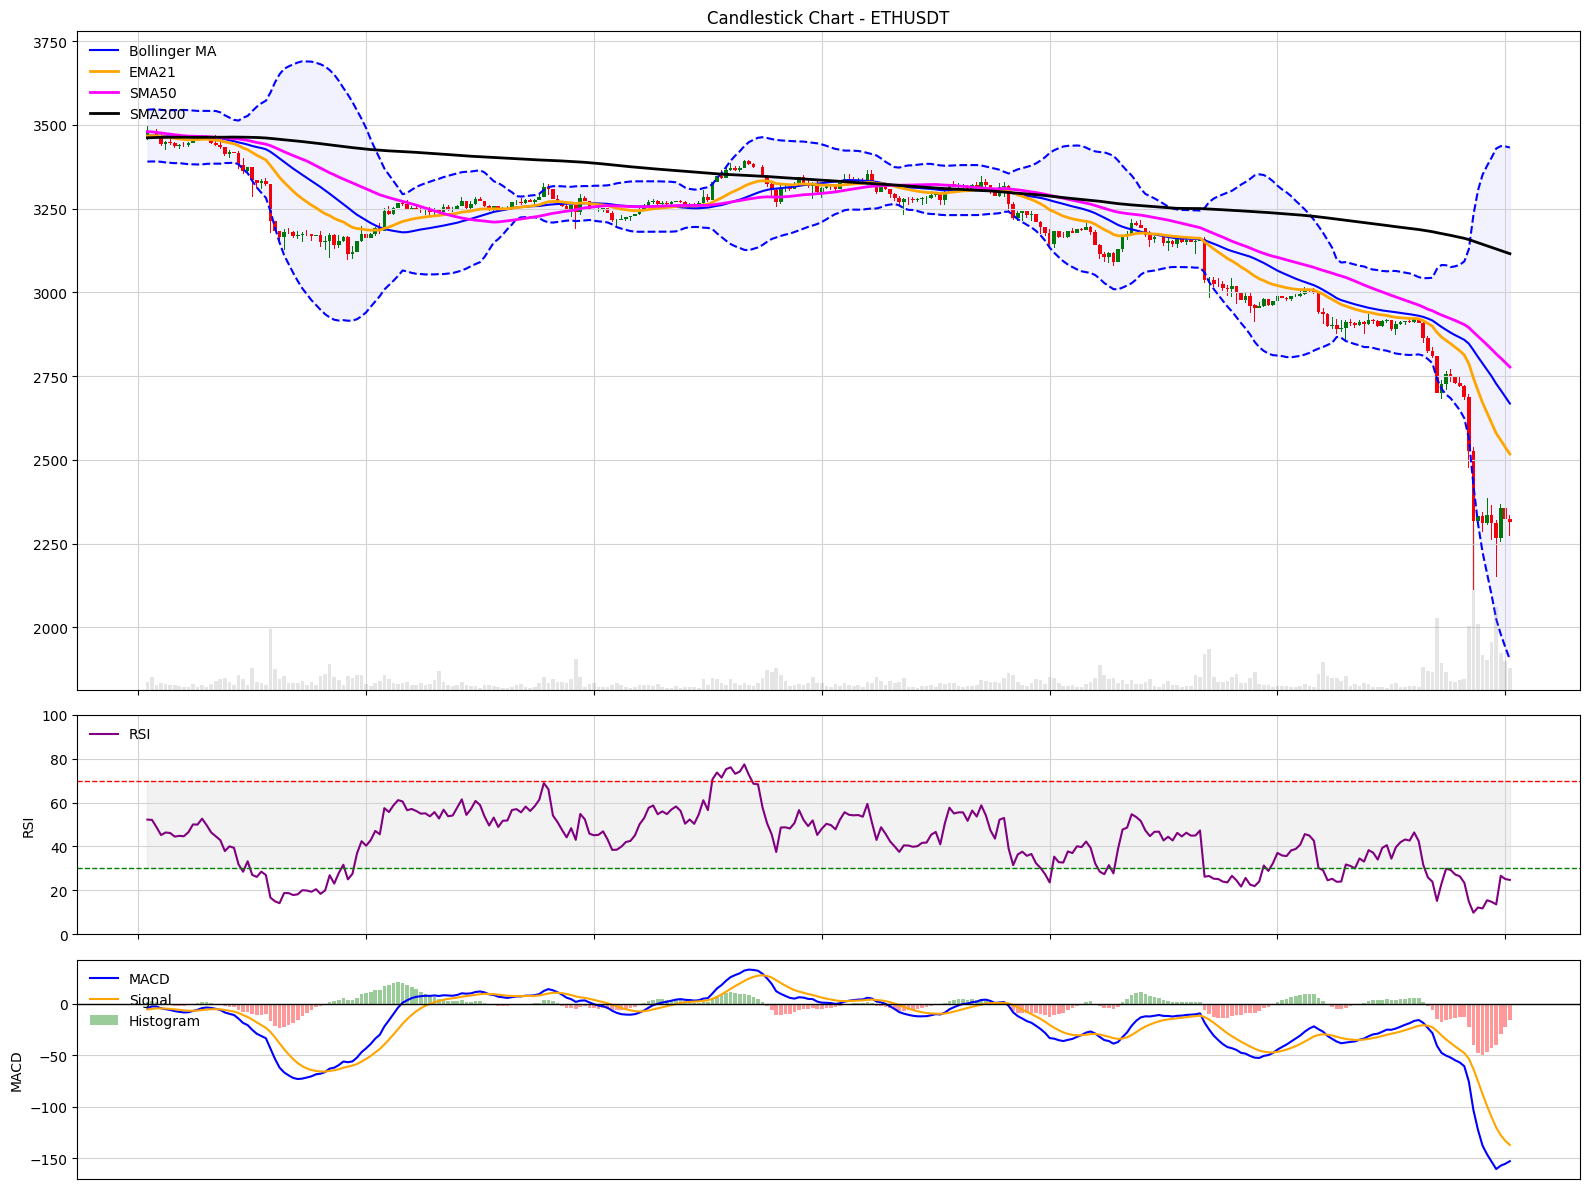 Candlestick Chart - ETHUSDT
3750
3500
3250
3000
2750
2500
2250
2000
Bollinger MA
EMA21
SMA50
SMA200
100
80
60
40
20
0
RSI
RSI
0
−50
−100
−150
MACD
MACD
Signal
Histogram